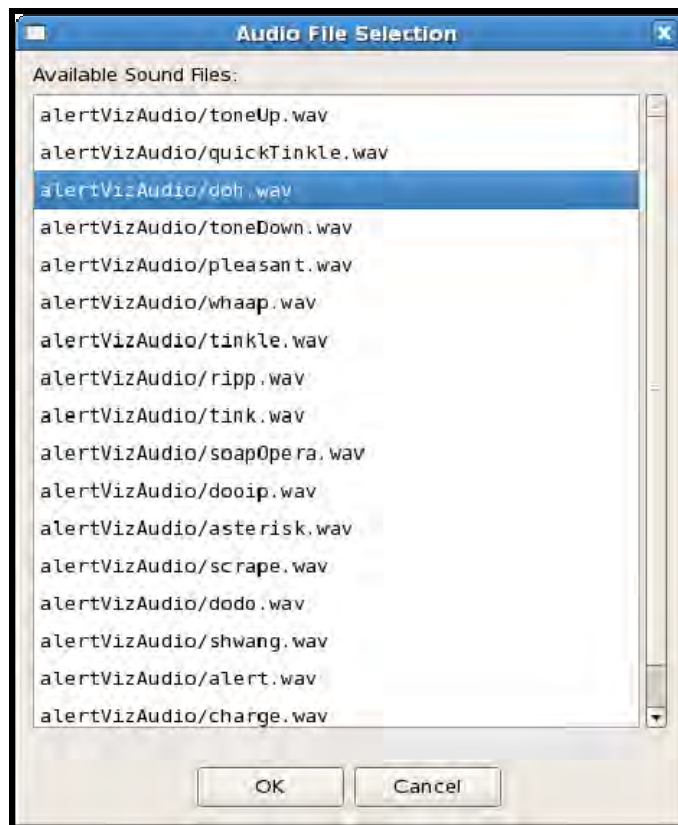 Audio File Selection
Available Sound Files:
alertVizAudio/toneUp.wav
alertVizAudio/quickTinkle.wav
alertVizAudio/doh.wav
alertVizAudio/toneDown.wav
alertVizAudio/pleasant.wav
alertVizAudio/whaap.wav
alertVizAudio/tinkle.wav
alertVizAudio/ripp.wav
alertVizAudio/tink.wav
alertVizAudio/soapOpera.wav
alertVizAudio/dooip.wav
alertVizAudio/asterisk.wav
alertVizAudio/scrape.wav
alertVizAudio/dodo.wav
alertVizAudio/shwang.wav
alertVizAudio/alert.wav
alertVizAudio/charge.wav
OK Cancel